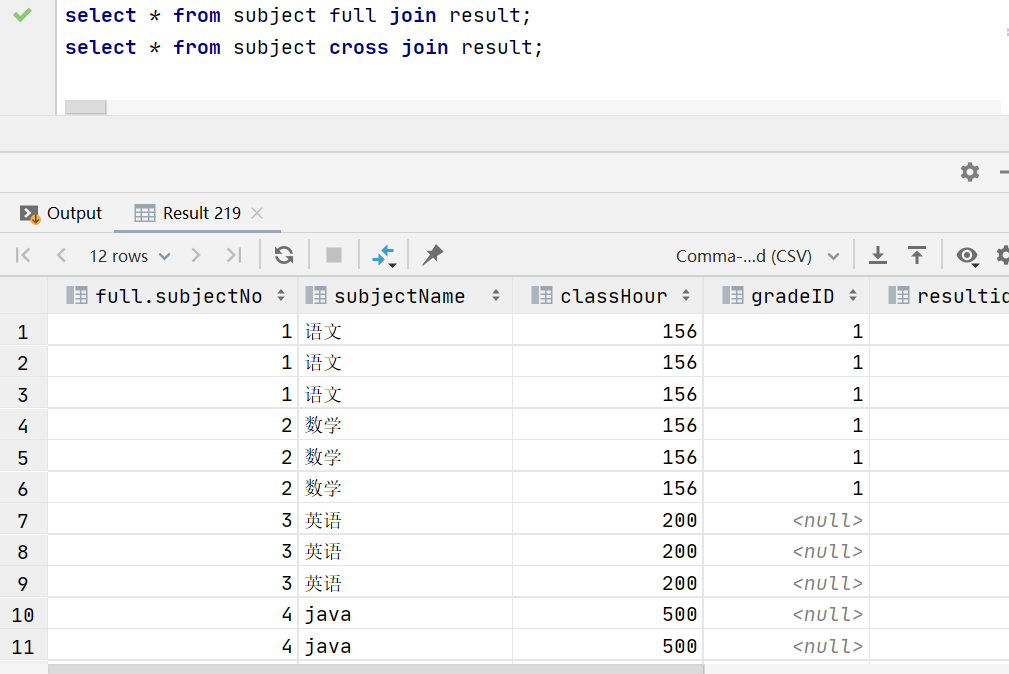 select * from subject full join result;
select * from subject cross join result;
Output Result 219
12 rows Comma-...d (CSV)
full.subjectNo subjectName classHour gradeID
1 1 语文 156 1
2 1 语文 156 1
3 1 语文 156 1
4 2 数学 156 1
5 2 数学 156 1
6 2 数学 156 1
7 3 英语 200 <null>
8 3 英语 200 <null>
9 3 英语 200 <null>
10 4 java 500 <null>
11 4 java 500 <null>